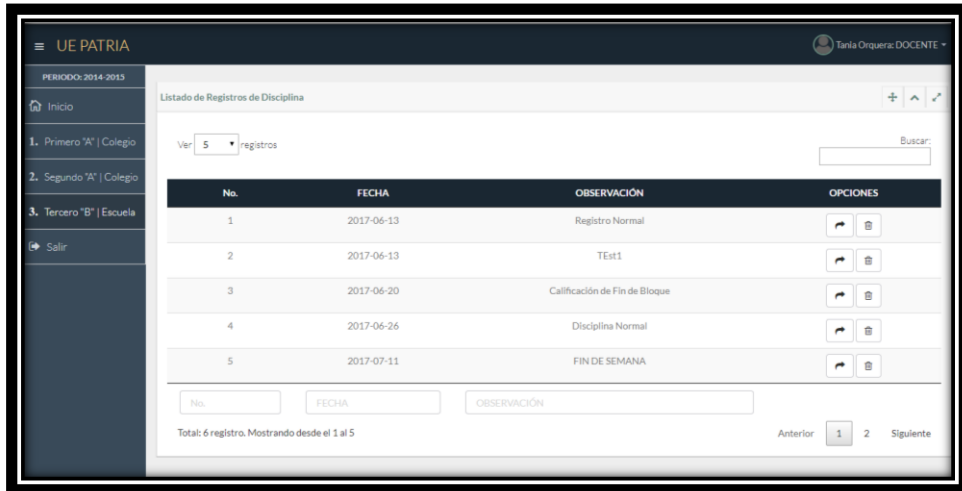 ≡ UE PATRIA
Tania Orquera: DOCENTE
PERIODO: 2014-2015
Inicio
1. Primero "A" | Colegio
2. Segundo "A" | Colegio
3. Tercero "B" | Escuela
Salir
Listado de Registros de Disciplina
Ver 5 registros
Buscar:
No. FECHA OBSERVACIÓN OPCIONES
1 2017-06-13 Registro Normal
2 2017-06-13 TEst1
3 2017-06-20 Calificación de Fin de Bloque
4 2017-06-26 Disciplina Normal
5 2017-07-11 FIN DE SEMANA
No. FECHA OBSERVACIÓN
Total: 6 registro. Mostrando desde el 1 al 5
Anterior 1 2 Siguiente